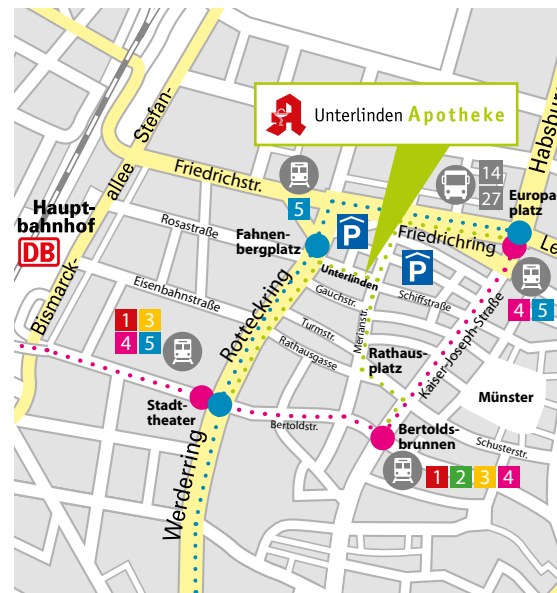 Stefan-
allee
Bismarck-
Haupt-
bahnhof
DB
Unterlinden Apotheke
Habsbu
Friedrichstr.
5
14
27
Europa
platz
Le
Rosastraße
Fahnen-
bergplatz
P
Friedrichring
P
Unterlinden
Gauchstr.
Schiffstraße
4 5
Eisenbahnstraße
1 3
4 5
Rotteckring
Turmstr.
Merianstr.
Rathausgasse
Rathaus-
platz
Kaiser-Joseph-Straße
Münster
Stadt-
theater
Bertoldstr.
Bertolds-
brunnen
Schusterstr.
Werderring
1 2 3 4